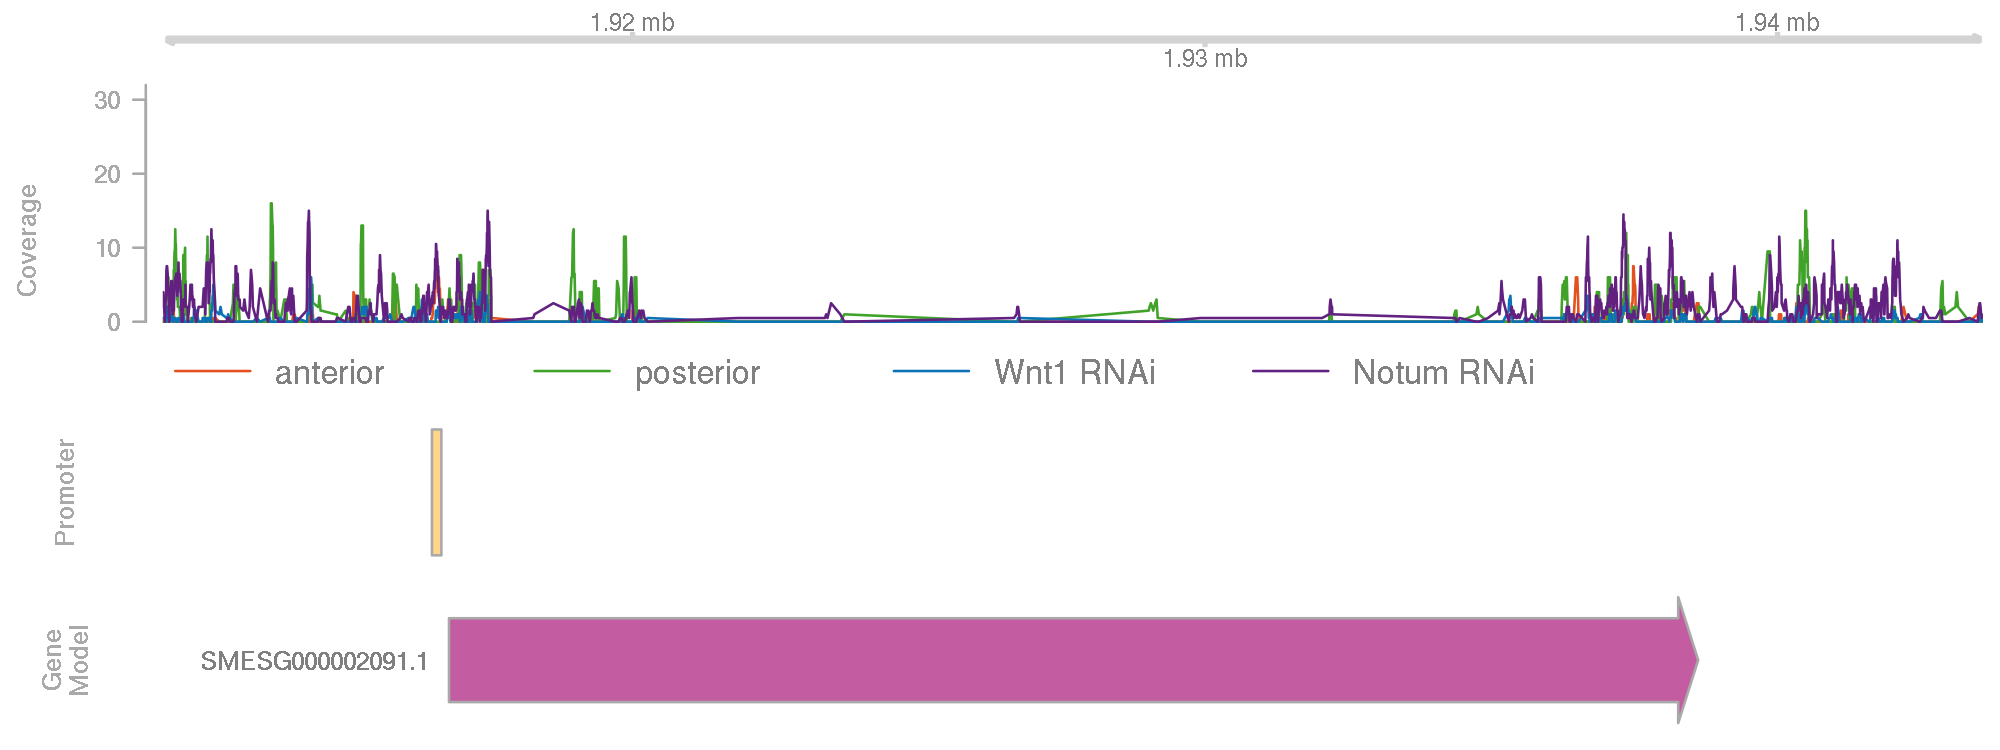 1.92 mb
1.94 mb
1.93 mb
Coverage
30
20
10
0
anterior
posterior
Wnt1 RNAi
Notum RNAi
Promoter
Gene
Model
SMESG000002091.1